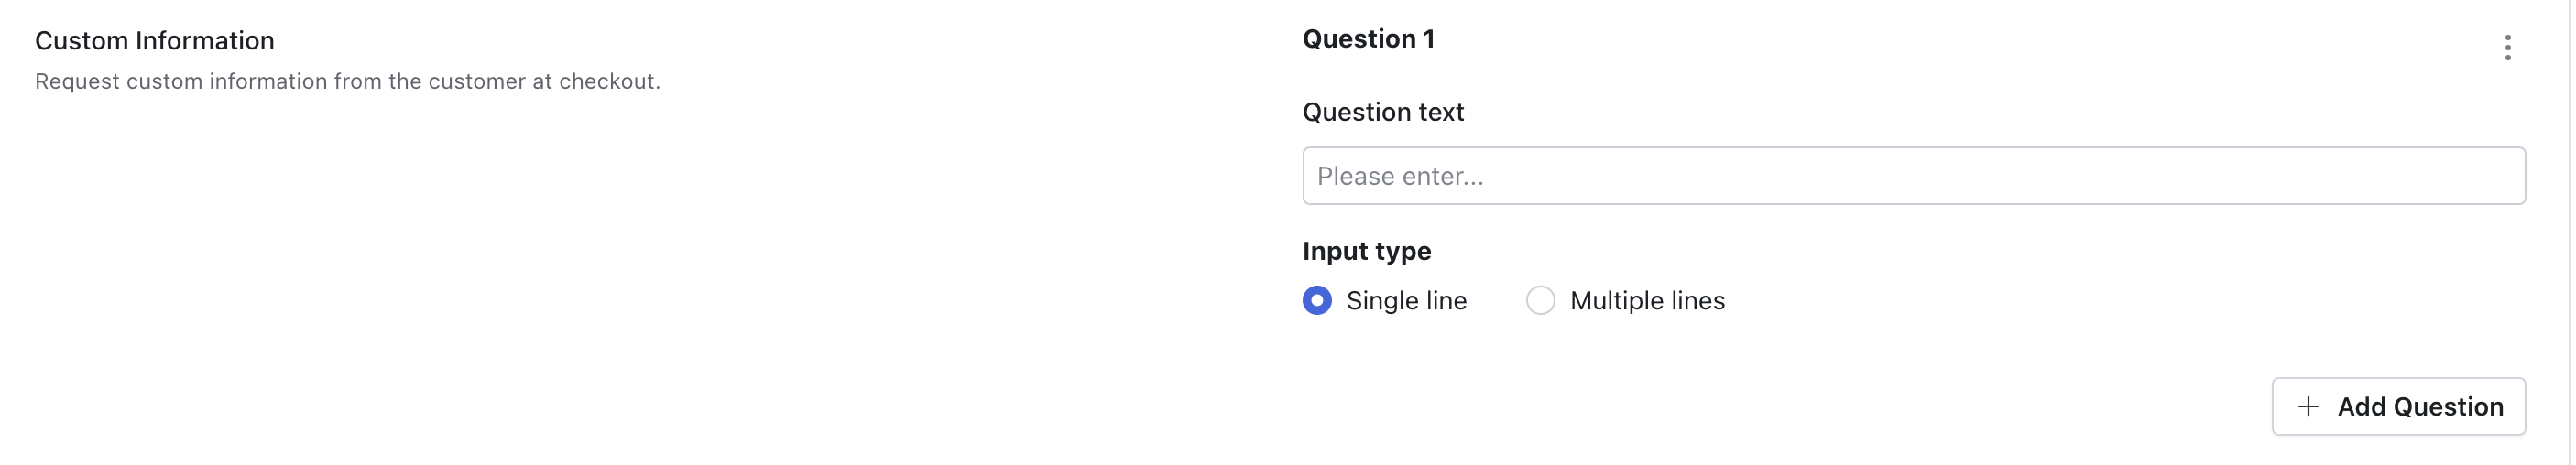 Custom Information
Request custom information from the customer at checkout.
Question 1
Question text
Please enter...
Input type
Single line
Multiple lines
Add Question